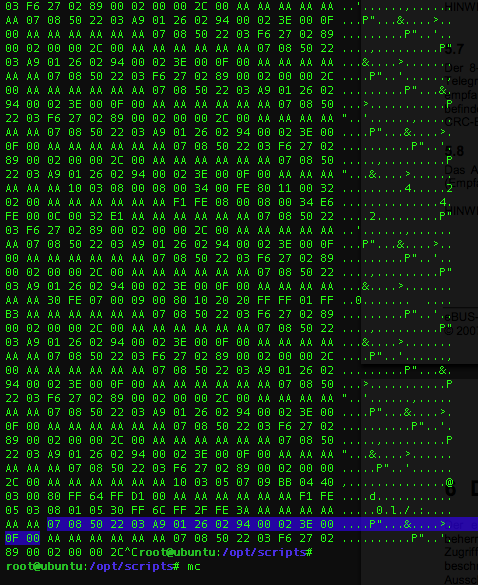 03 F6 27 02 89 00 02 00 00 2C 00 AA AA AA AA AA ..'......,......
AA 07 08 50 22 03 A9 01 26 02 94 00 02 3E 00 0F ...P"...&....>..
AA AA AA AA AA AA AA 07 08 50 22 03 F6 27 02 89 .........P"..'..
00 02 00 00 2C 00 AA AA AA AA AA AA 07 08 50 22 ....,.........P"
03 A9 01 26 02 94 00 02 3E 00 0F 00 AA AA AA AA ...&....>.......
AA AA 07 08 50 22 03 F6 27 02 89 00 02 00 00 2C ....P"..'......,
00 AA AA AA AA AA AA 07 08 50 22 03 A9 01 26 02 .........P"...&.
94 00 02 3E 00 0F 00 AA AA AA AA AA AA 07 08 50 ...>...........P
22 03 F6 27 02 89 00 02 00 00 2C 00 AA AA AA AA "..'......,.....
AA AA 07 08 50 22 03 A9 01 26 02 94 00 02 3E 00 ....P"...&....>.
0F 00 AA AA AA AA AA AA 07 08 50 22 03 F6 27 02 ..........P"..'.
89 00 02 00 00 2C 00 AA AA AA AA AA AA 07 08 50 .....,.........P
22 03 A9 01 26 02 94 00 02 3E 00 0F 00 AA AA AA "...&....>......
AA AA AA 10 03 08 00 08 00 34 00 FE 80 11 00 32 .........4.....2
02 00 AA AA AA AA AA AA F1 FE 08 00 08 00 34 E6 ..............4.
FE 00 0C 00 32 E1 AA AA AA AA AA AA 07 08 50 22 ....2.........P"
03 F6 27 02 89 00 02 00 00 2C 00 AA AA AA AA AA ..'......,......
AA 07 08 50 22 03 A9 01 26 02 94 00 02 3E 00 0F ...P"...&....>..
00 AA AA AA AA AA AA 07 08 50 22 03 F6 27 02 89 .........P"..'..
00 02 00 00 2C 00 AA AA AA AA AA AA 07 08 50 22 ....,.........P"
03 A9 01 26 02 94 00 02 3E 00 0F 00 AA AA AA AA ...&....>.......
AA AA 30 FE 07 00 09 00 80 10 20 20 FF FF 01 FF ..0.......  ....
B3 AA AA AA AA AA AA 07 08 50 22 03 F6 27 02 89 .........P"..'..
00 02 00 00 2C 00 AA AA AA AA AA AA 07 08 50 22 ....,.........P"
03 A9 01 26 02 94 00 02 3E 00 0F 00 AA AA AA AA ...&....>.......
AA AA 07 08 50 22 03 F6 27 02 89 00 02 00 00 2C ....P"..'......,
00 AA AA AA AA AA AA 07 08 50 22 03 A9 01 26 02 .........P"...&.
94 00 02 3E 00 0F 00 AA AA AA AA AA AA 07 08 50 ...>...........P
22 03 F6 27 02 89 00 02 00 00 2C 00 AA AA AA AA "..'......,.....
AA AA 07 08 50 22 03 A9 01 26 02 94 00 02 3E 00 ....P"...&....>.
0F 00 AA AA AA AA AA AA 07 08 50 22 03 F6 27 02 ..........P"..'.
89 00 02 00 00 2C 00 AA AA AA AA AA AA 07 08 50 .....,.........P
22 03 A9 01 26 02 94 00 02 3E 00 0F 00 AA AA AA "...&....>......
AA AA AA 07 08 50 22 03 F6 27 02 89 00 02 00 00 .....P"..'......
2C 00 AA AA AA AA AA AA 10 03 05 07 09 BB 04 40 ,..............@
03 00 80 FF 64 FF D1 00 AA AA AA AA AA AA F1 FE ....d...........
05 03 08 01 05 30 FF 6C FF 2F FE 3A AA AA AA AA .....0.l./.:....
AA AA 07 08 50 22 03 A9 01 26 02 94 00 02 3E 00 ....P"...&....>.
0F 00 AA AA AA AA AA AA 07 08 50 22 03 F6 27 02 ..........P"..'.
89 00 02 00 00 2C^Croot@ubuntu:/opt/scripts#
root@ubuntu:/opt/scripts# mc